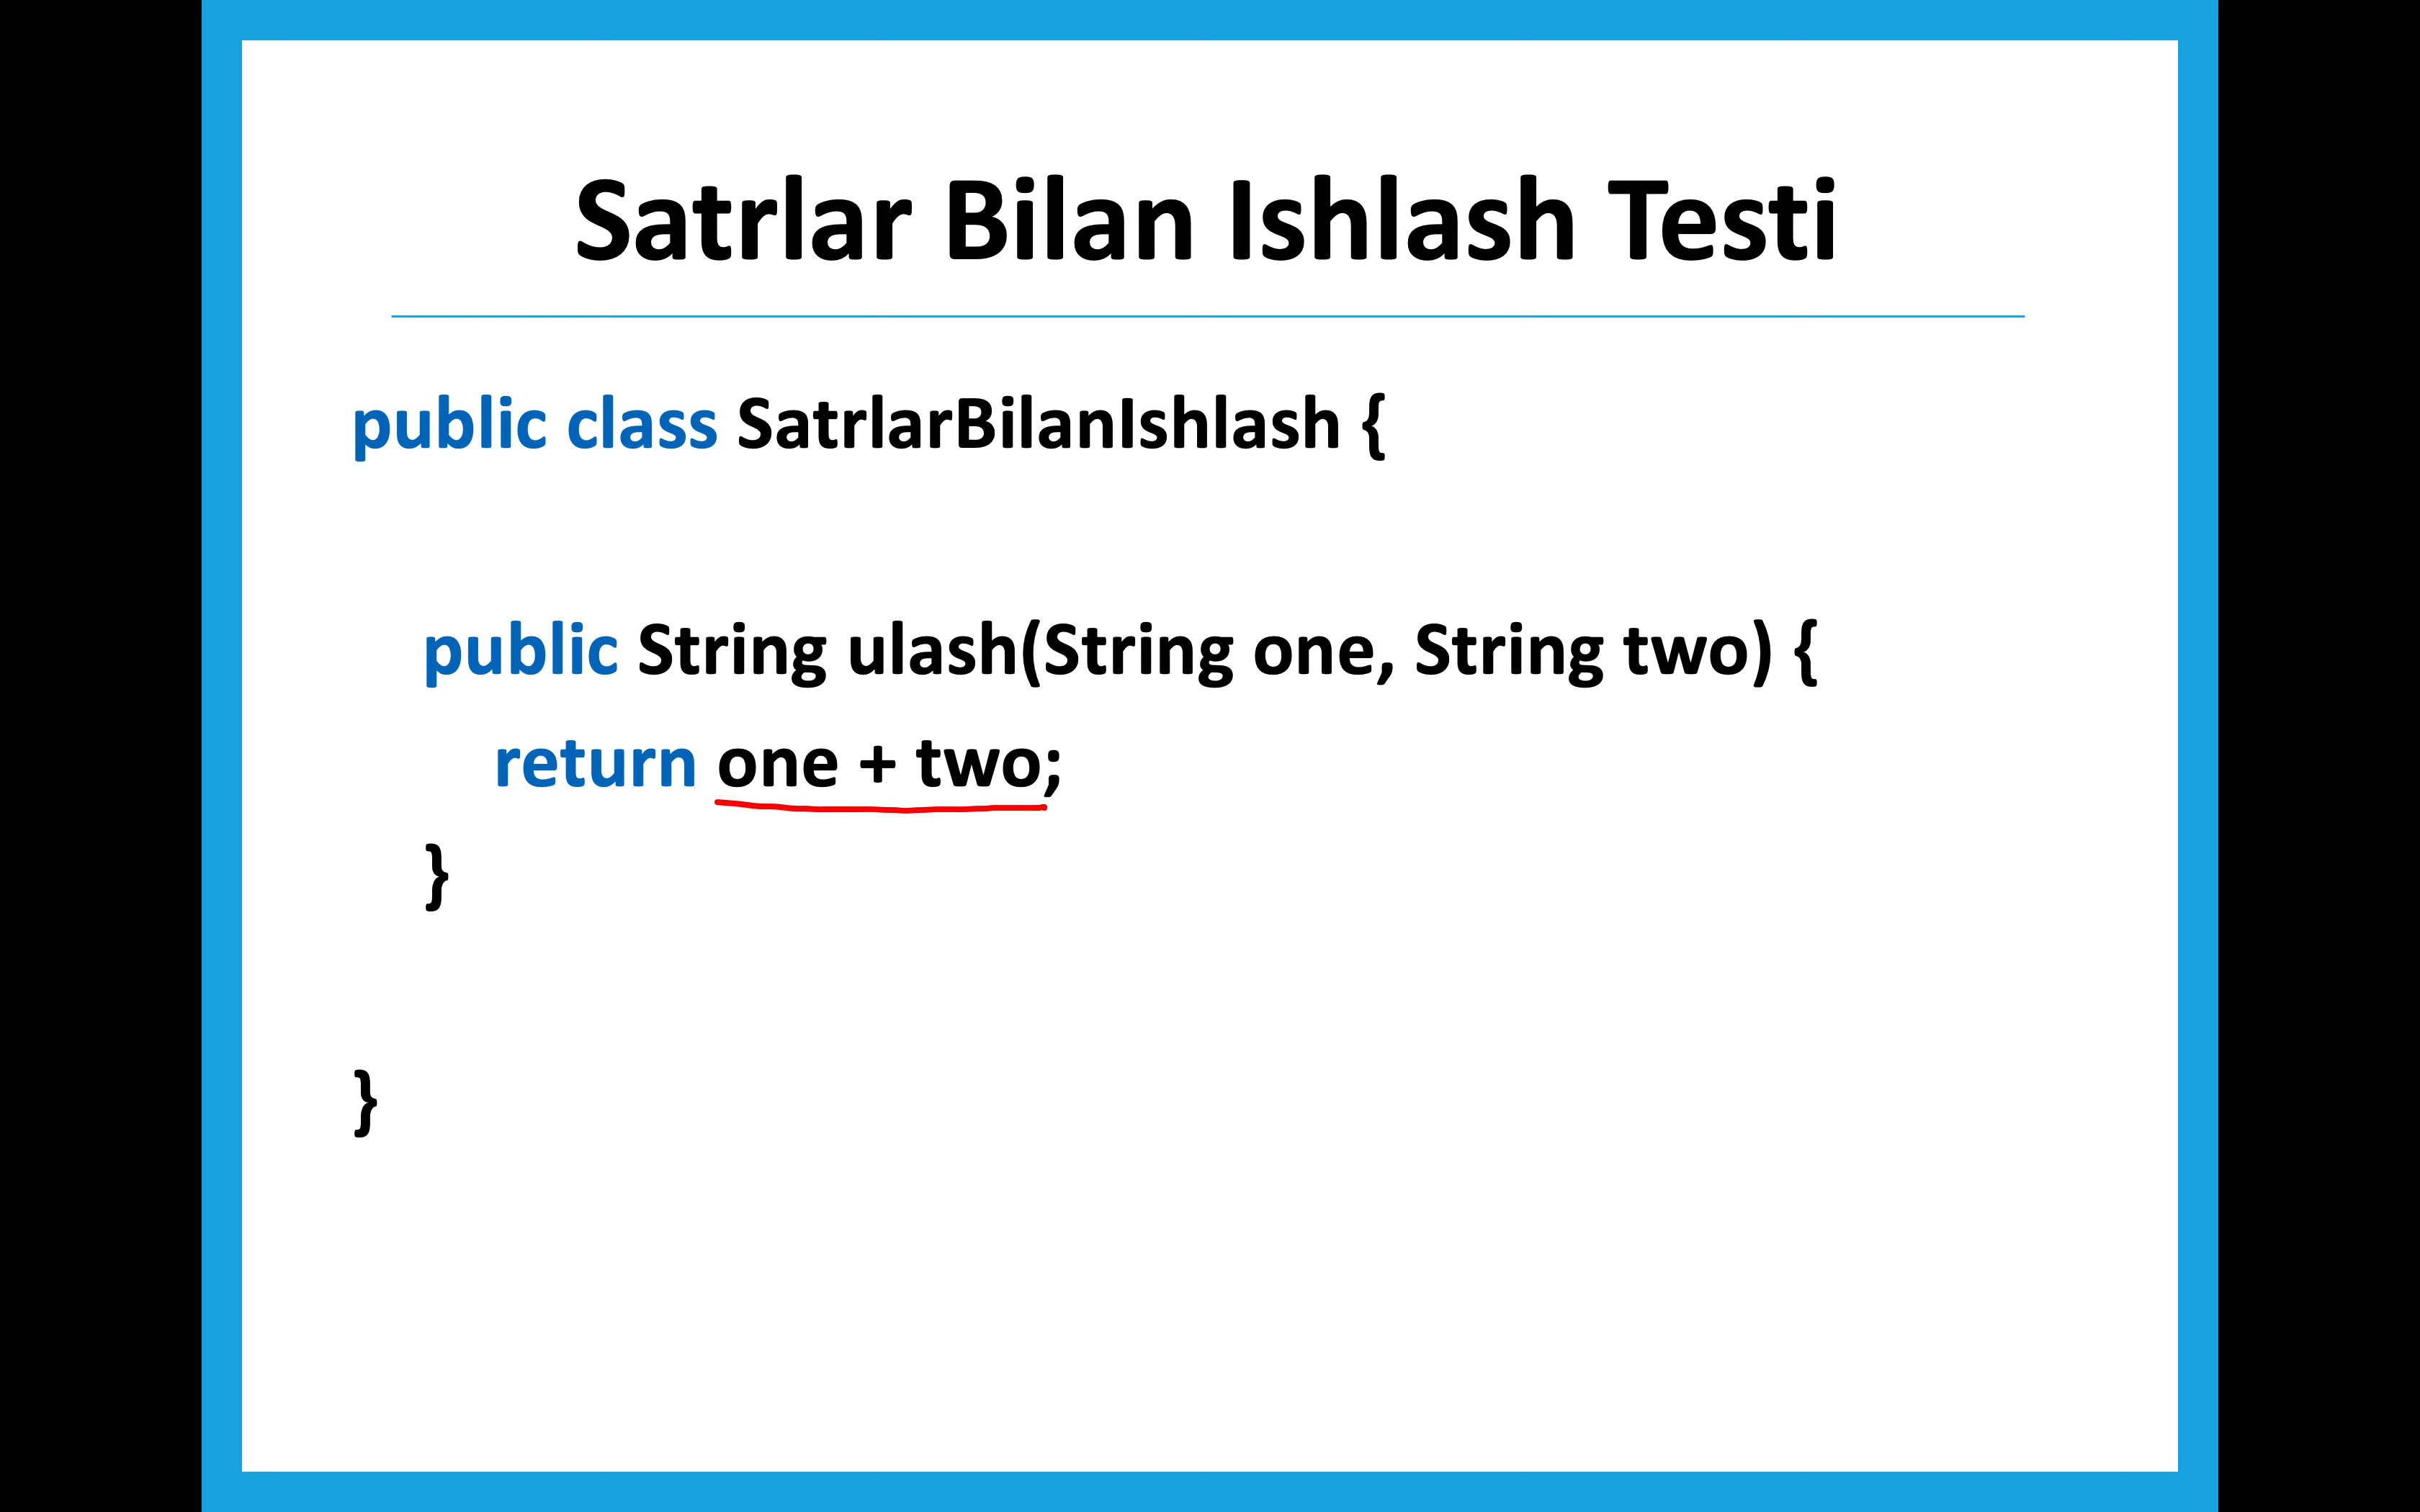 Satrlar Bilan Ishlash Testi
public class SatrlarBilanIshlash {
public String ulash(String one, String two) {
return one + two;
}
}